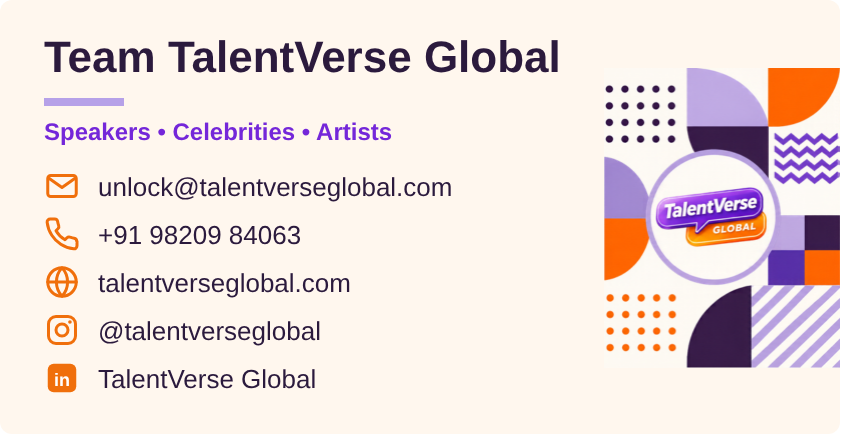 Team TalentVerse Global
Speakers • Celebrities • Artists
unlock@talentverseglobal.com
+91 98209 84063
talentverseglobal.com
@talentverseglobal
in TalentVerse Global
TalentVerse
GLOBAL